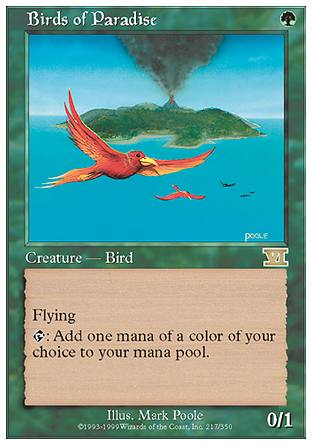 Birds of Paradise
POOLE
Creature — Bird
VI
Flying
: Add one mana of a color of your
choice to your mana pool.
Illus. Mark Poole
©1993-1999 Wizards of the Coast, Inc. 217/350
0/1